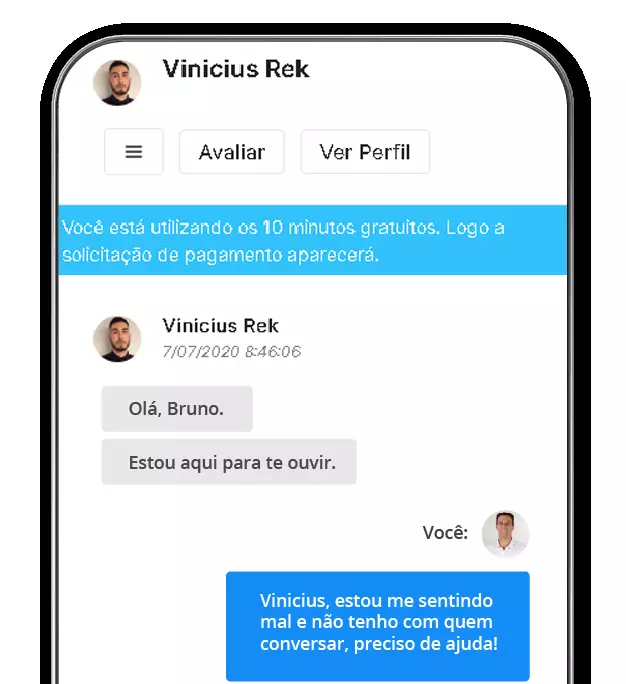 Vinicius Rek
Avaliar
Ver Perfil
Você está utilizando os 10 minutos gratuitos. Logo a
solicitação de pagamento aparecerá.
Vinicius Rek
7/07/2020 8:46:06
Olá, Bruno.
Estou aqui para te ouvir.
Você:
Vinicius, estou me sentindo
mal e não tenho com quem
conversar, preciso de ajuda!